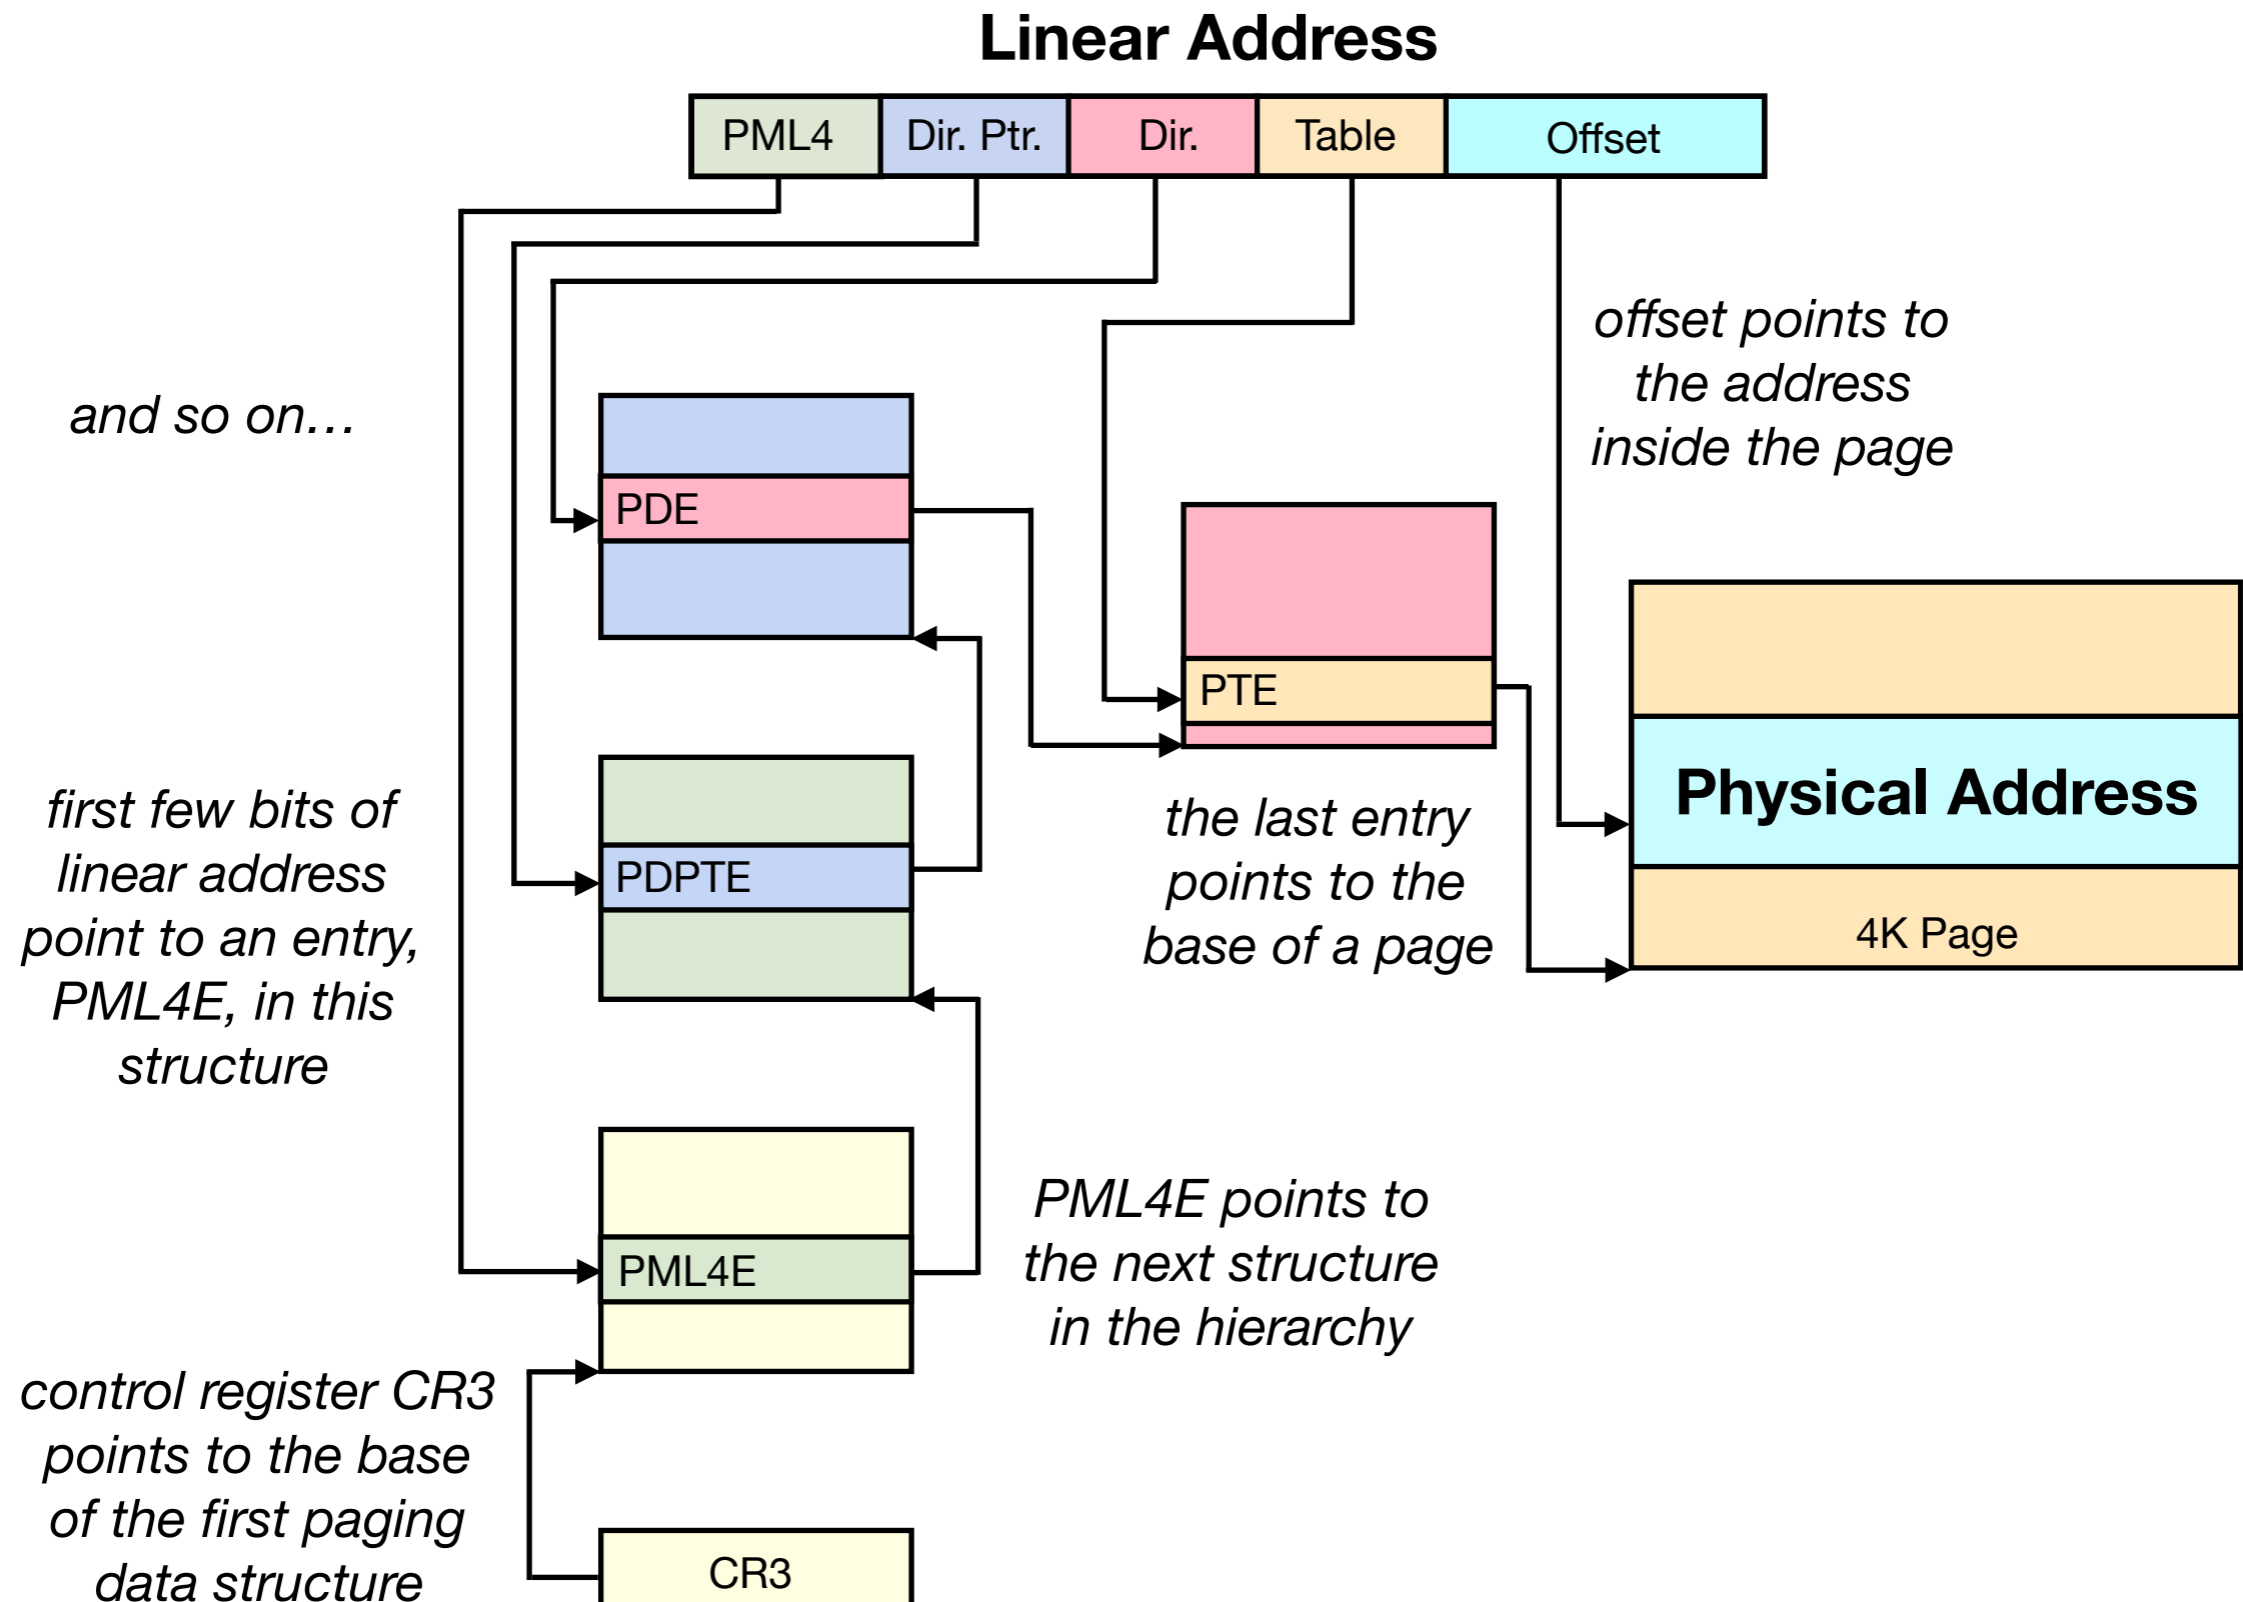 Linear Address
PML4
Dir. Ptr.
Dir.
Table
Offset
offset points to
the address
inside the page
and so on…
PDE
PTE
Physical Address
4K Page
the last entry
points to the
base of a page
first few bits of
linear address
point to an entry,
PML4E, in this
structure
PDPTE
PML4E
PML4E points to
the next structure
in the hierarchy
control register CR3
points to the base
of the first paging
data structure
CR3